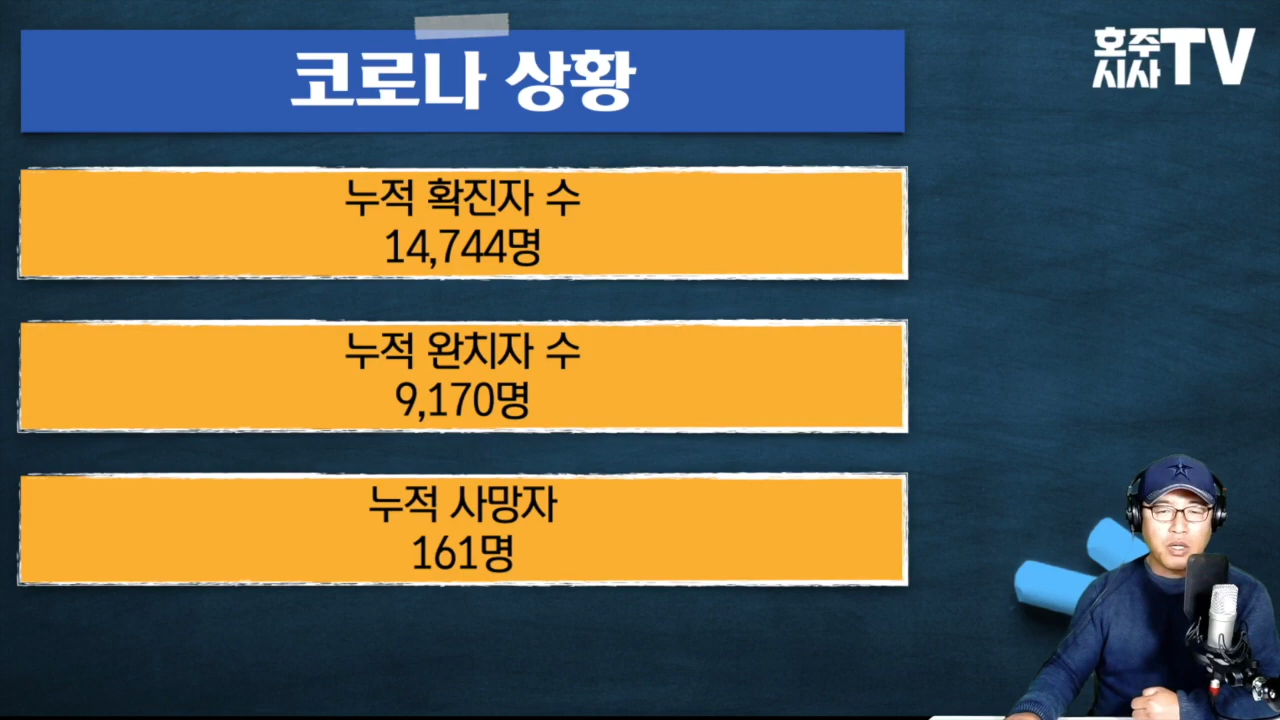 코로나 상황
호주
시사TV
누적 확진자 수
14,744명
누적 완치자 수
9,170명
누적 사망자
161명